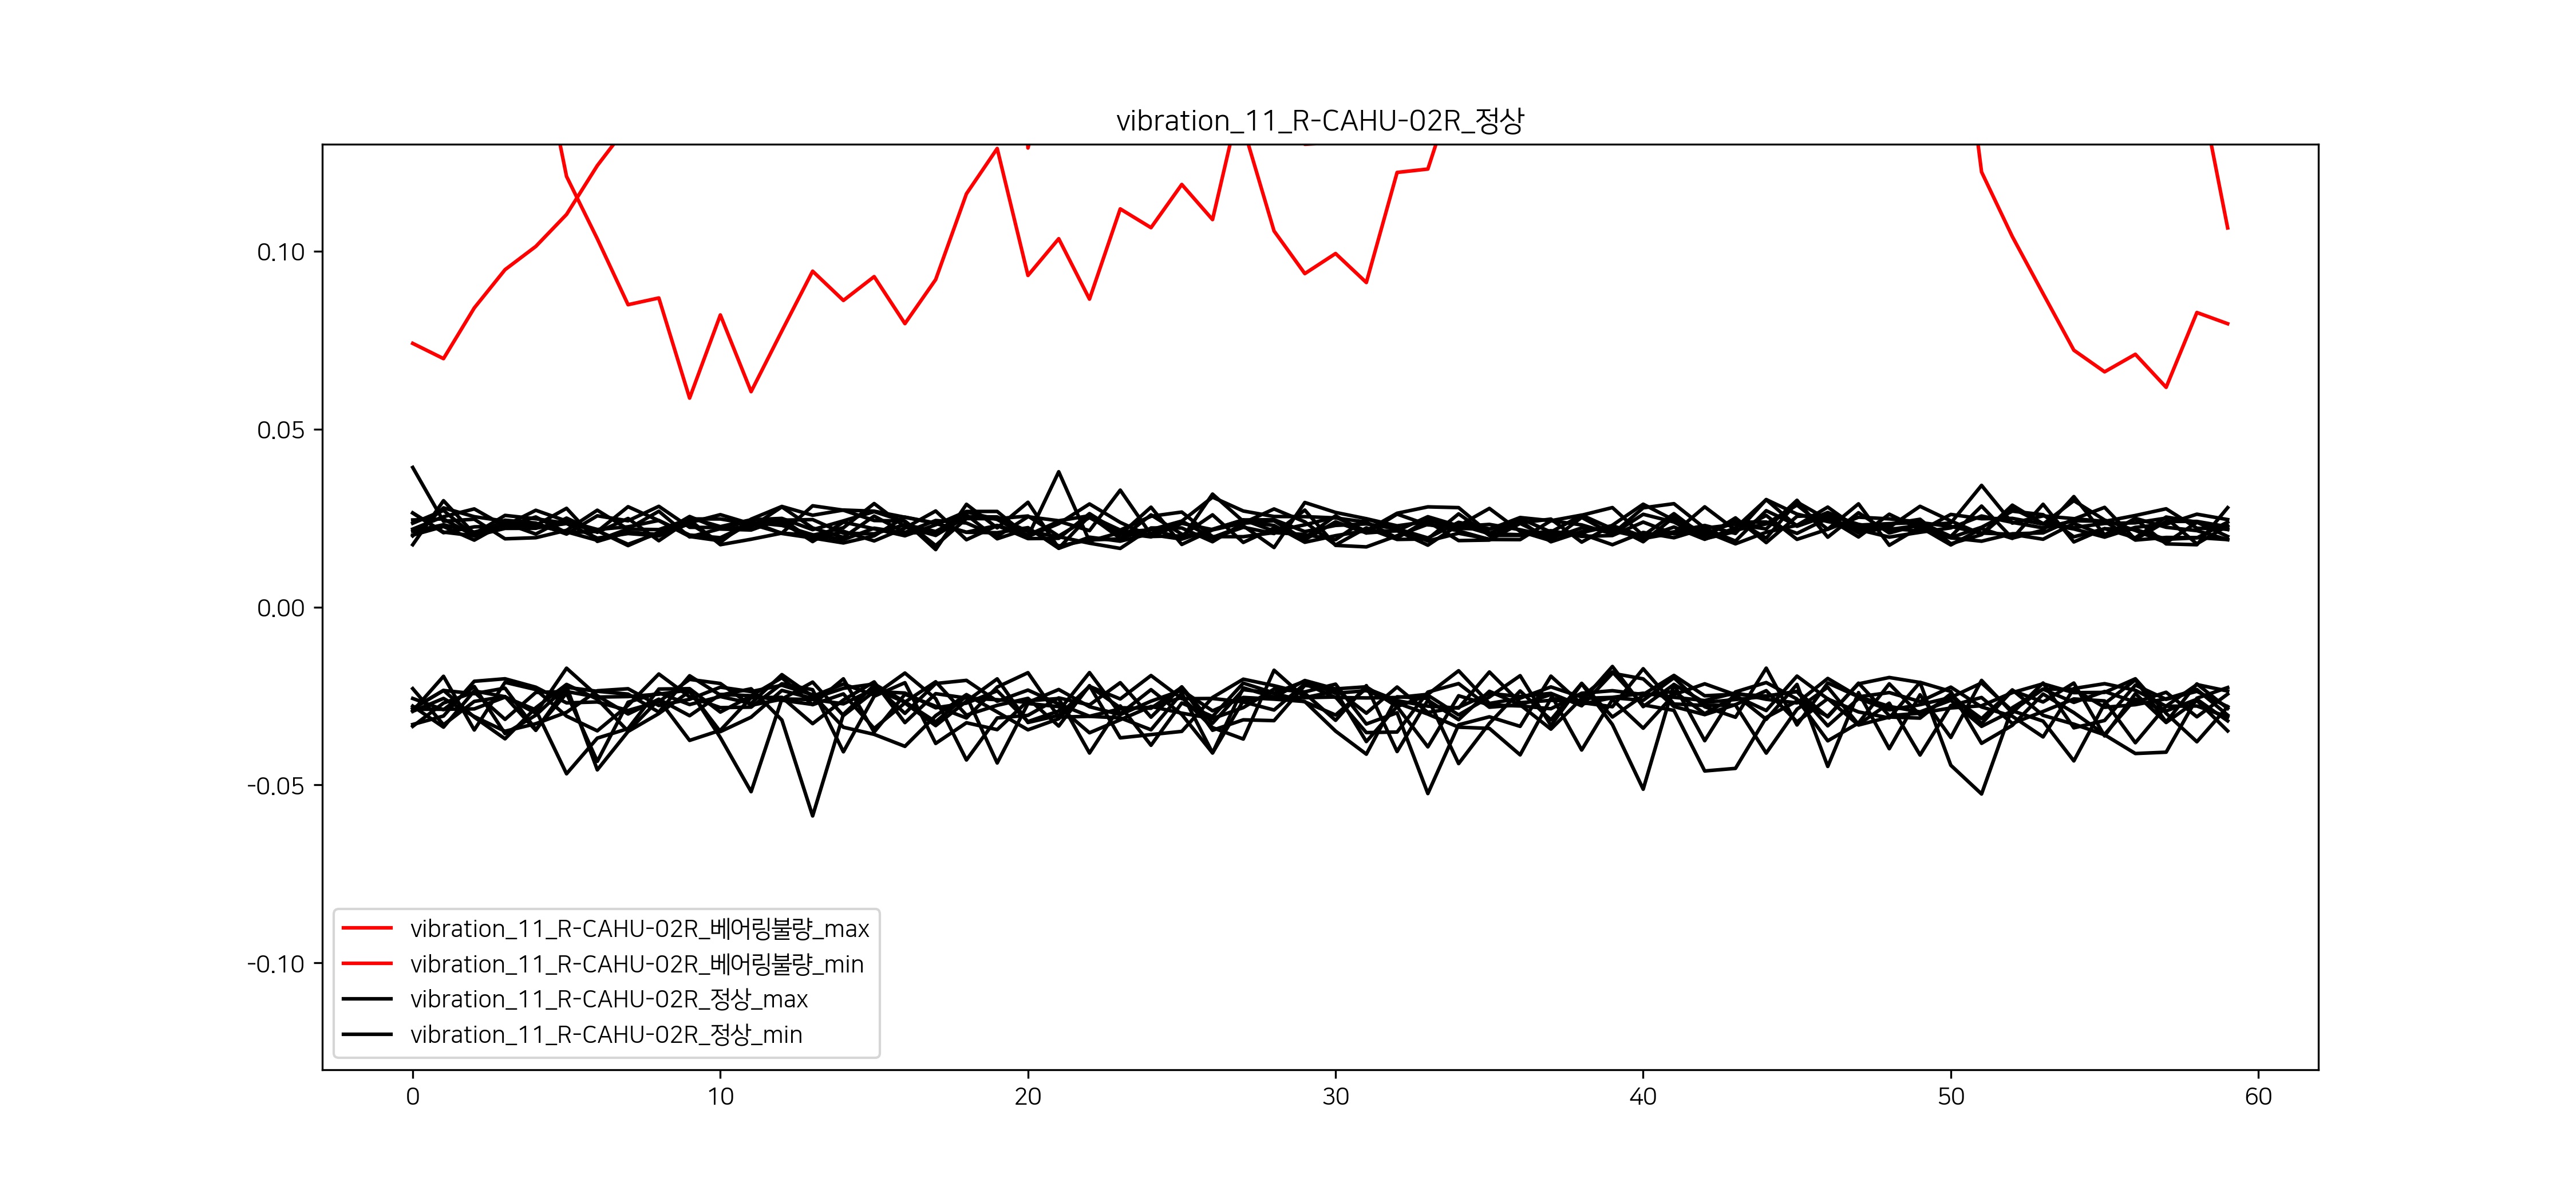 vibration_11_R-CAHU-02R_정상
0.10
0.05
0.00
-0.05
-0.10
vibration_11_R-CAHU-02R_베어링불량_max
vibration_11_R-CAHU-02R_베어링불량_min
vibration_11_R-CAHU-02R_정상_max
vibration_11_R-CAHU-02R_정상_min
0 10 20 30 40 50 60